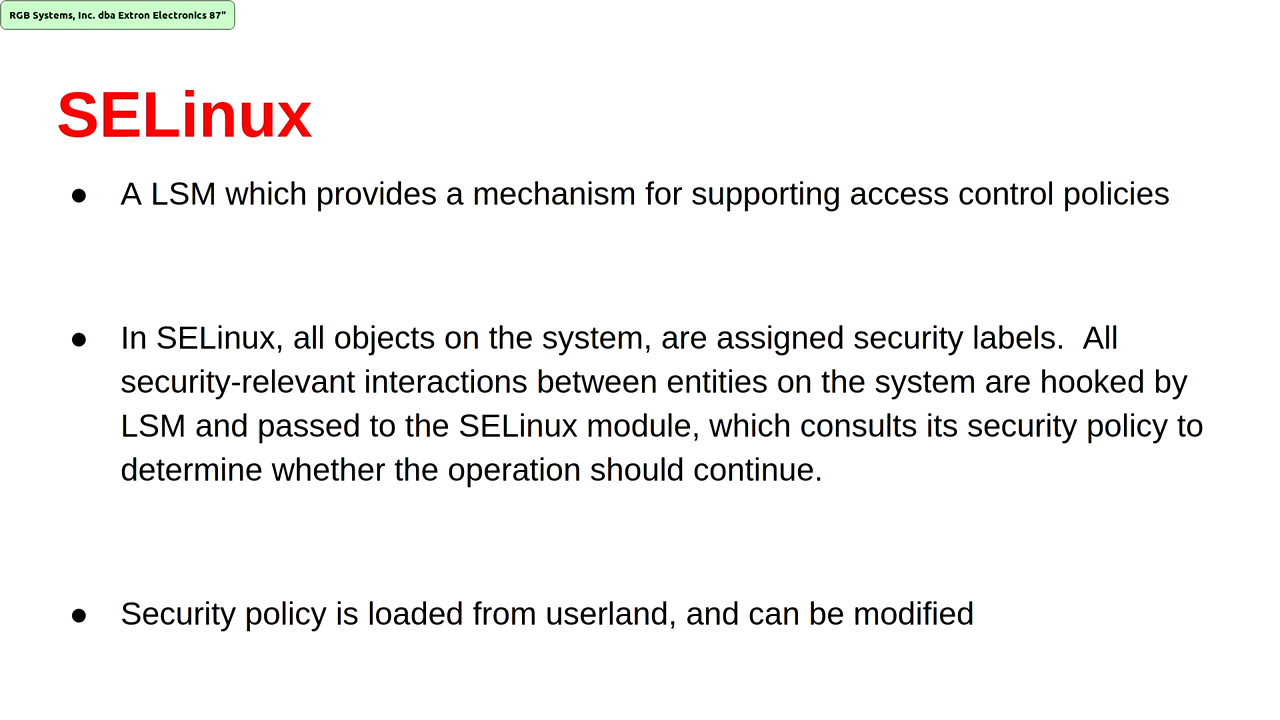 RGB Systems, Inc. dba Extron Electronics 87"
SELinux
● A LSM which provides a mechanism for supporting access control policies
● In SELinux, all objects on the system, are assigned security labels.  All
security-relevant interactions between entities on the system are hooked by
LSM and passed to the SELinux module, which consults its security policy to
determine whether the operation should continue.
● Security policy is loaded from userland, and can be modified